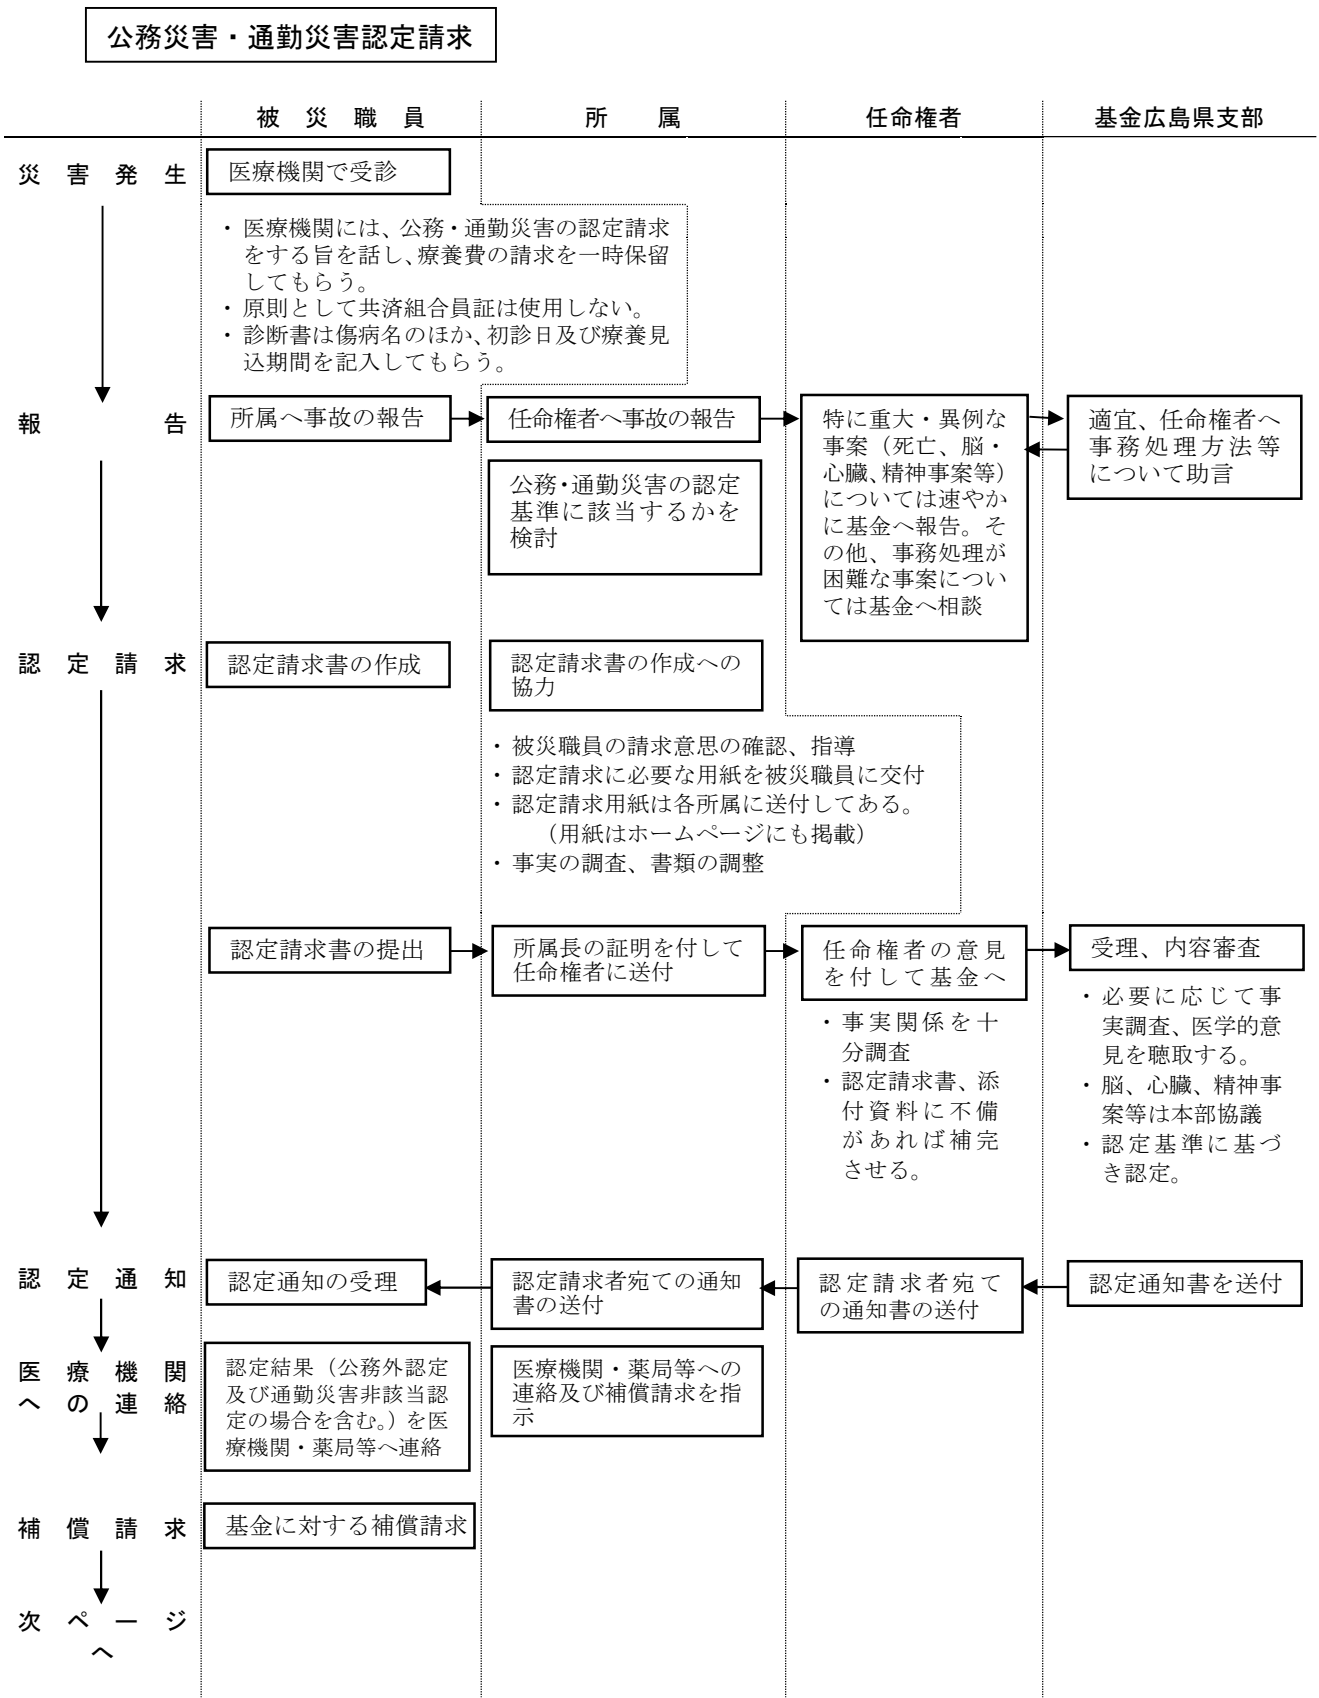 公務災害・通勤災害認定請求
被災職員
所属
任命権者
基金広島県支部
災害発生
医療機関で受診
・医療機関には、公務・通勤災害の認定請求
をする旨を話し、療養費の請求を一時保留
してもらう。
・原則として共済組合員証は使用しない。
・診断書は傷病名のほか、初診日及び療養見
込期間を記入してもらう。
報告
所属へ事故の報告
任命権者へ事故の報告
公務・通勤災害の認定
基準に該当するかを
検討
特に重大・異例な
事案（死亡、脳・
心臓、精神事案等）
については速やか
に基金へ報告。そ
の他、事務処理が
困難な事案につい
ては基金へ相談
適宜、任命権者へ
事務処理方法等
について助言
認定請求
認定請求書の作成
認定請求書の作成への
協力
・被災職員の請求意思の確認、指導
・認定請求に必要な用紙を被災職員に交付
・認定請求用紙は各所属に送付してある。
（用紙はホームページにも掲載）
・事実の調査、書類の調整
認定請求書の提出
所属長の証明を付して
任命権者に送付
任命権者の意見
を付して基金へ
・事実関係を十
分調査
・認定請求書、添
付資料に不備
があれば補完
させる。
受理、内容審査
・必要に応じて事
実調査、医学的意
見を聴取する。
・脳、心臓、精神事
案等は本部協議
・認定基準に基づ
き認定。
認定通知
認定通知の受理
認定請求者宛ての通知
書の送付
認定請求者宛て
の通知書の送付
認定通知書を送付
医療機関
への連絡
認定結果（公務外認定
及び通勤災害非該当認
定の場合を含む。）を医
療機関・薬局等へ連絡
医療機関・薬局等への
連絡及び補償請求を指
示
補償請求
基金に対する補償請求
次ページ
へ